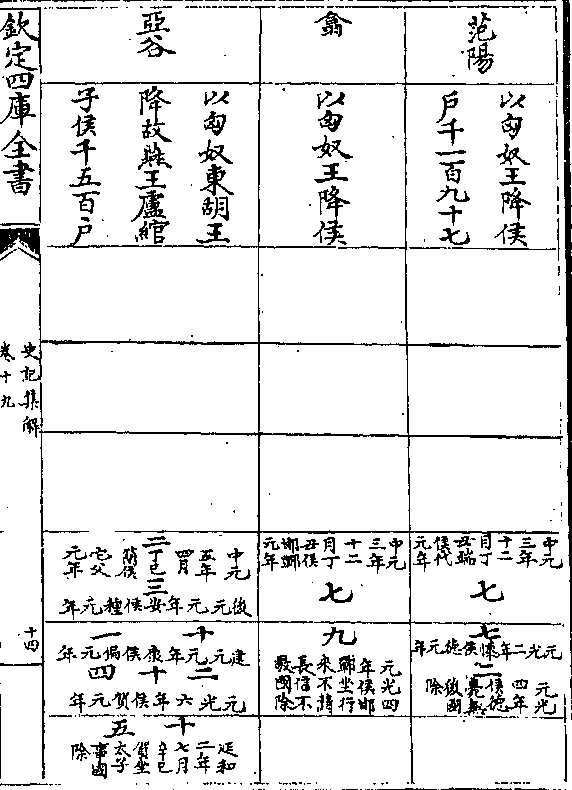 范陽
以匈奴王降侯
戶千一百九十七
中元
三年
十二
月丁
丑端
侯代
元年
七
七
元光二年懷侯德元年
二
元光
四年
侯德
薨無
後國
除
翕
以匈奴王降侯
中元
三年
十二
月丁
丑侯
邯鄲
元年
七
九
元光四
年侯邯
鄲坐行
來不請
長信不
敬國除
亞谷
以匈奴東胡王
降故燕王盧綰
子侯千五百戶
二
中元
五年
四月
丁巳
簡侯
它父
元年
三
後元元年安侯種元年
十一
建元元年康侯偏元年
二十四
元光六年侯賀元年
十五
延和
二年
七月
辛巳
賀坐
太子
事國
除
欽定四庫全書
史記集解
卷十九
十四